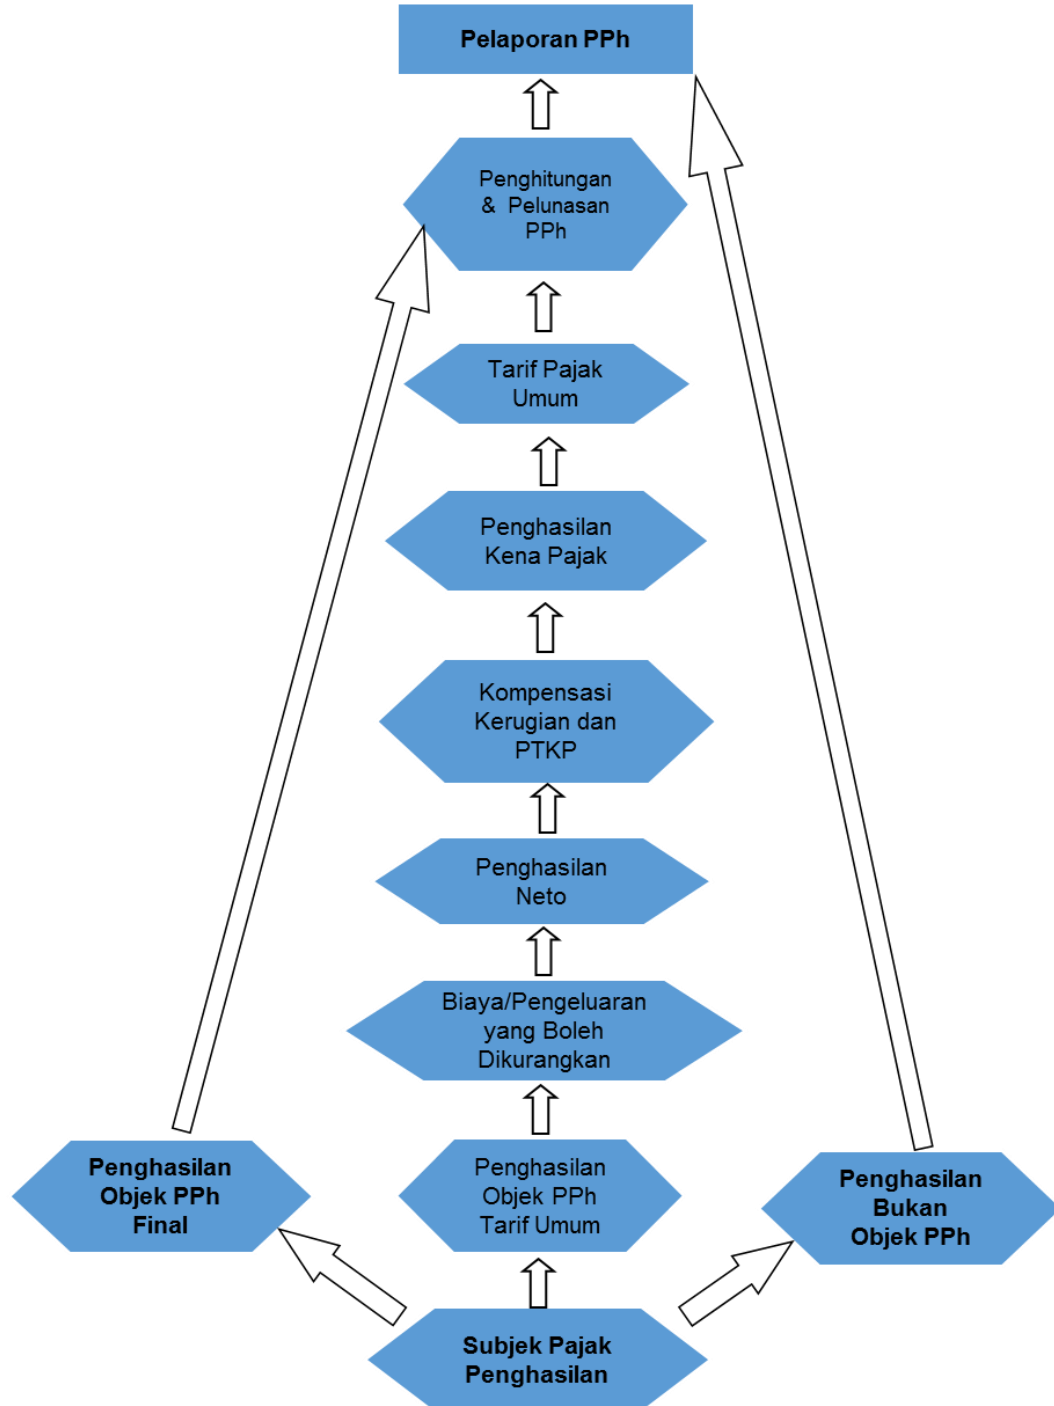 Pelaporan PPh
Penghitungan
& Pelunasan
PPh
Tarif Pajak
Umum
Penghasilan
Kena Pajak
Kompensasi
Kerugian dan
PTKP
Penghasilan
Neto
Biaya/Pengeluaran
yang Boleh
Dikurangkan
Penghasilan
Objek PPh
Final
Penghasilan
Objek PPh
Tarif Umum
Penghasilan
Bukan
Objek PPh
Subjek Pajak
Penghasilan